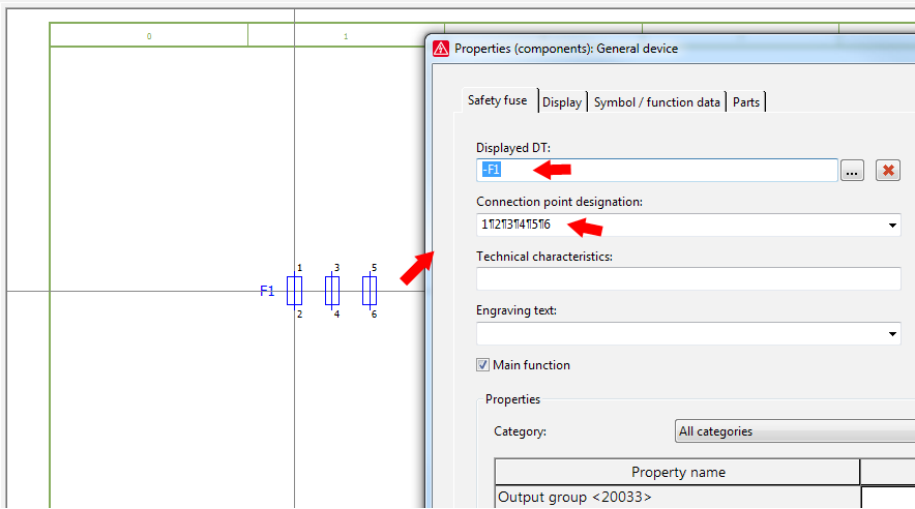 0
1
Properties (components): General device
Safety fuse
Display
Symbol / function data
Parts
Displayed DT:
-F1
...
Connection point designation:
1¶2¶3¶4¶5¶6
Technical characteristics:
Engraving text:
Main function
Properties
Category:
All categories
Property name
Output group <20033>
1
3
5
F1
2
4
6